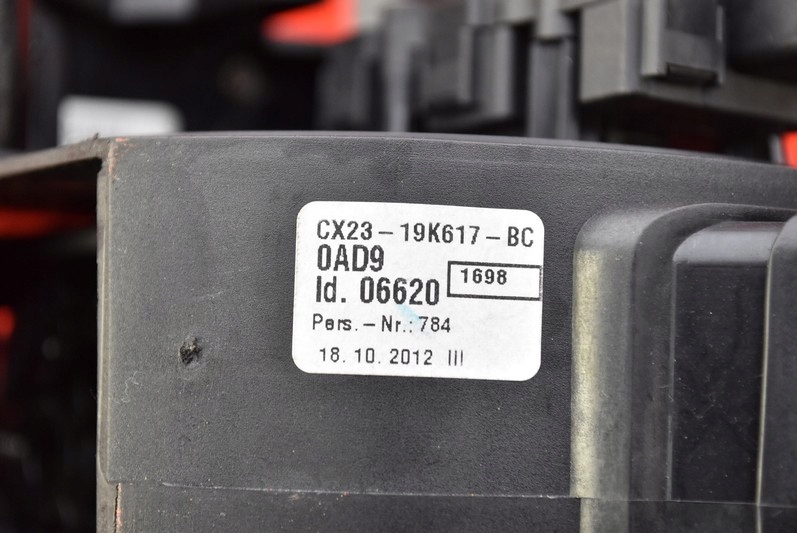 CX23-19K617-BC
0AD9
1698
Id. 06620
Pers.-Nr.: 784
18. 10. 2012 III